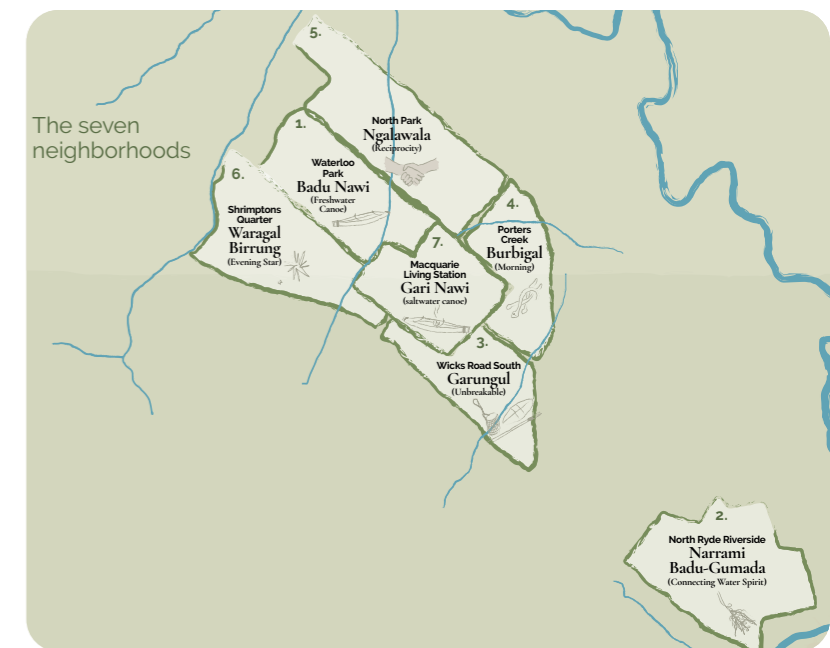 The seven
neighborhoods
5.
North Park
Ngalawala
(Reciprocity)
1.
Waterloo
Park
Badu Nawi
(Freshwater
Canoe)
6.
Shrimptons
Quarter
Waragal
Birrung
(Evening Star)
4.
Porters
Creek
Burbigal
(Morning)
7.
Macquarie
Living Station
Gari Nawi
(saltwater canoe)
3.
Wicks Road South
Garungul
(Unbreakable)
2.
North Ryde Riverside
Narrami
Badu-Gumada
(Connecting Water Spirit)